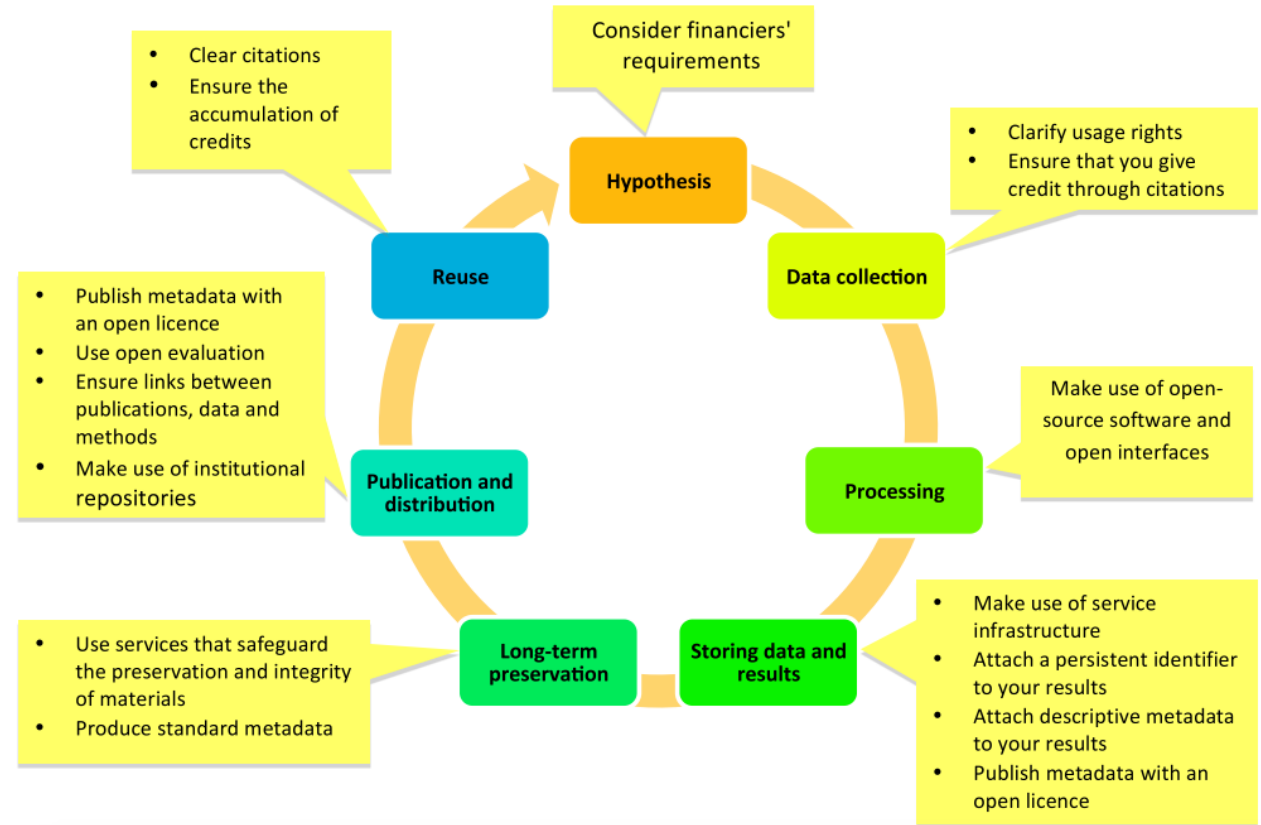 Consider financiers'
requirements
Hypothesis
• Clarify usage rights
• Ensure that you give
credit through citations
Data collection
Make use of open-
source software and
open interfaces
Processing
• Make use of service
infrastructure
• Attach a persistent identifier
to your results
• Attach descriptive metadata
to your results
• Publish metadata with an
open licence
Storing data and
results
• Use services that safeguard
the preservation and integrity
of materials
• Produce standard metadata
Long-term
preservation
• Publish metadata with
an open licence
• Use open evaluation
• Ensure links between
publications, data and
methods
• Make use of institutional
repositories
Publication and
distribution
• Clear citations
• Ensure the
accumulation of
credits
Reuse